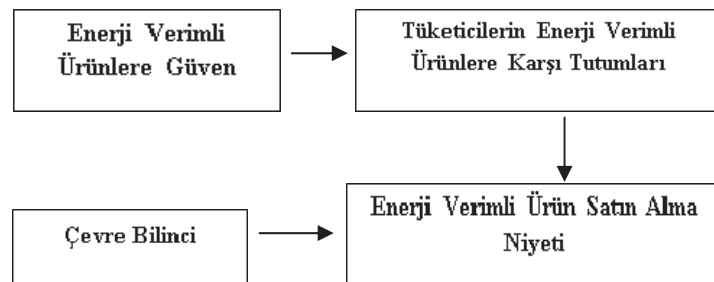 Enerji Verimli
Ürünlere Güven
Tüketicilerin Enerji Verimli
Ürünlere Karşı Tutumları
Çevre Bilinci
Enerji Verimli Ürün Satın Alma
Niyeti